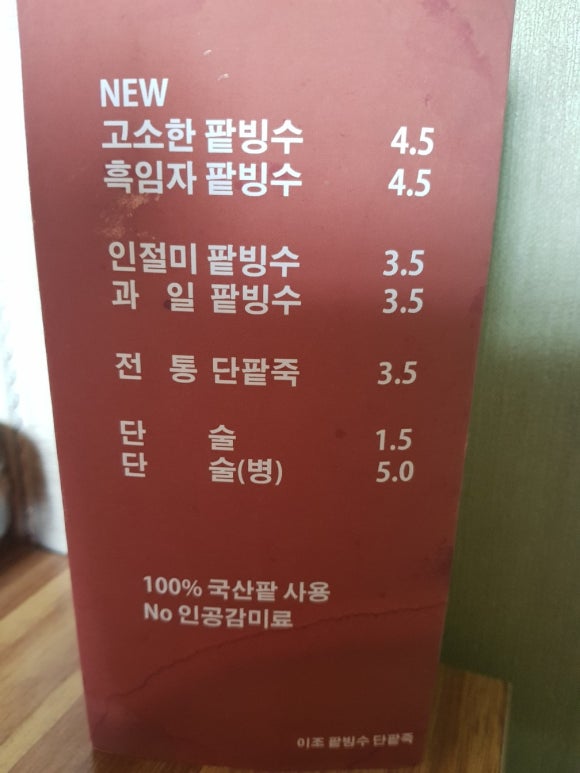 NEW
고소한 팥빙수 4.5
흑임자 팥빙수 4.5
인절미 팥빙수 3.5
과 일 팥빙수 3.5
전 통 단팥죽 3.5
단 술 1.5
단 술(병) 5.0
100% 국산팥 사용
No 인공감미료
이조 팥빙수 단팥죽